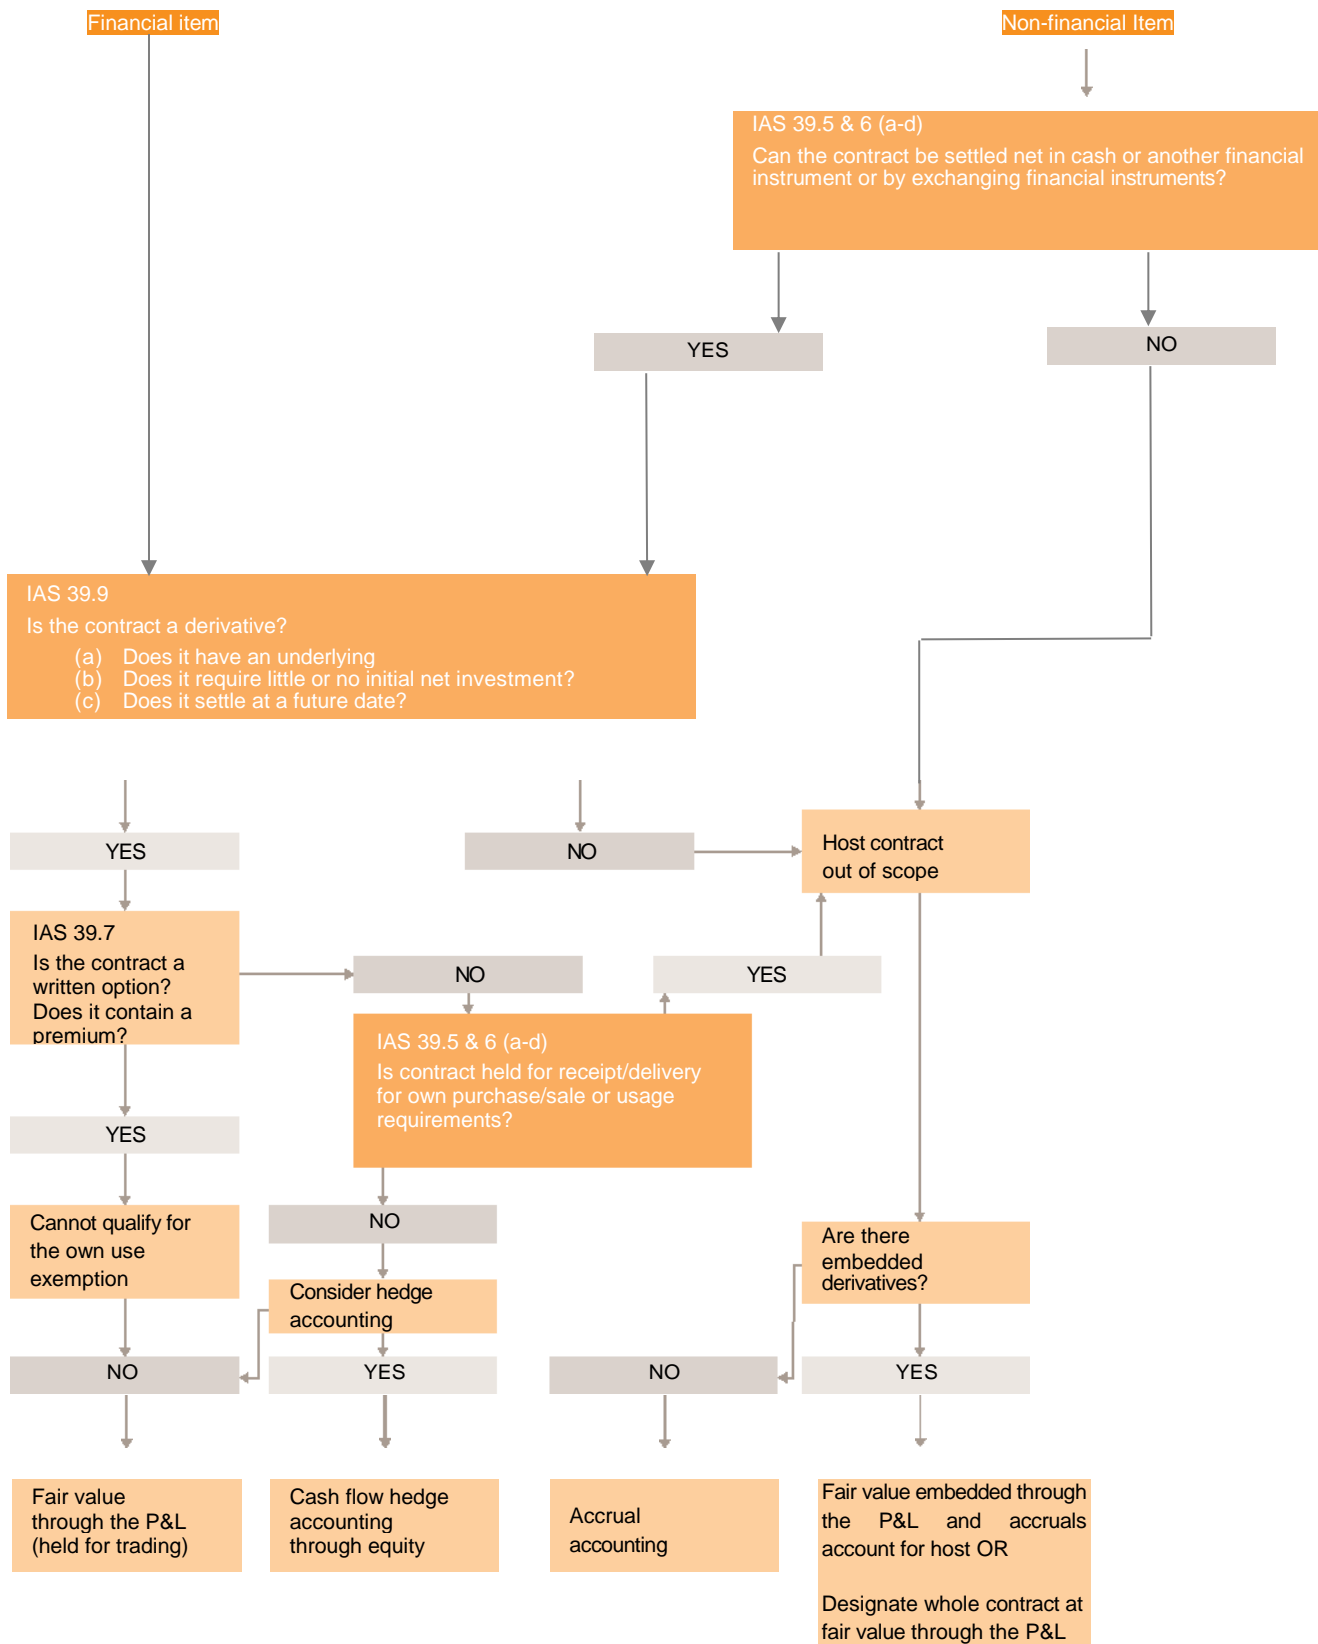 Financial item
Non-financial Item
IAS 39.5 & 6 (a-d)
Can the contract be settled net in cash or another financial
instrument or by exchanging financial instruments?
YES
NO
IAS 39.9
Is the contract a derivative?
(a) Does it have an underlying
(b) Does it require little or no initial net investment?
(c) Does it settle at a future date?
YES
NO
Host contract
out of scope
IAS 39.7
Is the contract a
written option?
Does it contain a
premium?
NO
YES
IAS 39.5 & 6 (a-d)
Is contract held for receipt/delivery
for own purchase/sale or usage
requirements?
YES
Cannot qualify for
the own use
exemption
NO
Are there
embedded
derivatives?
Consider hedge
accounting
NO
YES
NO
YES
Fair value
through the P&L
(held for trading)
Cash flow hedge
accounting
through equity
Accrual
accounting
Fair value embedded through
the P&L and accruals
account for host OR
Designate whole contract at
fair value through the P&L